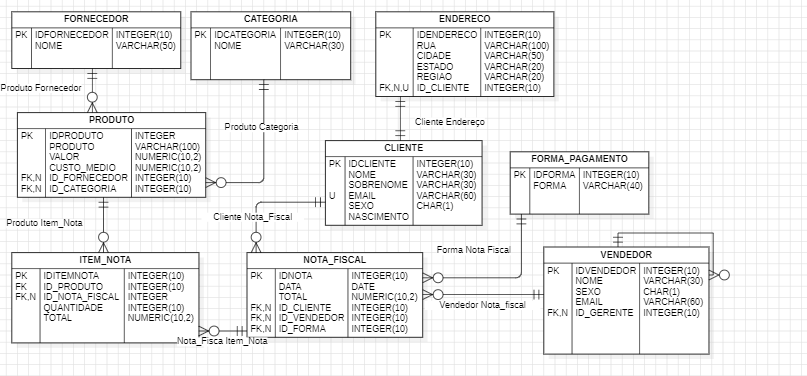 FORNECEDOR
PK IDFORNECEDOR INTEGER(10)
NOME VARCHAR(50)
CATEGORIA
PK IDCATEGORIA INTEGER(10)
NOME VARCHAR(30)
ENDERECO
PK IDENDERECO INTEGER(10)
RUA VARCHAR(100)
CIDADE VARCHAR(50)
ESTADO VARCHAR(20)
REGIAO VARCHAR(20)
FK,N,U ID_CLIENTE INTEGER(10)
Produto Fornecedor
Produto Categoria
Cliente Endereço
PRODUTO
PK IDPRODUTO INTEGER
PRODUTO VARCHAR(100)
VALOR NUMERIC(10,2)
CUSTO_MEDIO NUMERIC(10,2)
FK,N ID_FORNECEDOR INTEGER(10)
FK,N ID_CATEGORIA INTEGER(10)
CLIENTE
PK IDCLIENTE INTEGER(10)
NOME VARCHAR(30)
SOBRENOME VARCHAR(30)
U EMAIL VARCHAR(60)
SEXO CHAR(1)
NASCIMENTO
FORMA_PAGAMENTO
PK IDFORMA INTEGER(10)
FORMA VARCHAR(40)
Produto Item_Nota
Cliente Nota_Fiscal
Forma Nota Fiscal
ITEM_NOTA
PK IDITEMNOTA INTEGER(10)
FK ID_PRODUTO INTEGER(10)
FK,N ID_NOTA_FISCAL INTEGER
QUANTIDADE INTEGER(10)
TOTAL NUMERIC(10,2)
NOTA_FISCAL
PK IDNOTA INTEGER(10)
DATA DATE
TOTAL NUMERIC(10,2)
FK,N ID_CLIENTE INTEGER(10)
FK,N ID_VENDEDOR INTEGER(10)
FK,N ID_FORMA INTEGER(10)
Vendedor Nota_fiscal
VENDEDOR
PK IDVENDEDOR INTEGER(10)
NOME VARCHAR(30)
SEXO CHAR(1)
EMAIL VARCHAR(60)
FK,N ID_GERENTE INTEGER(10)
Nota_Fisca Item_Nota